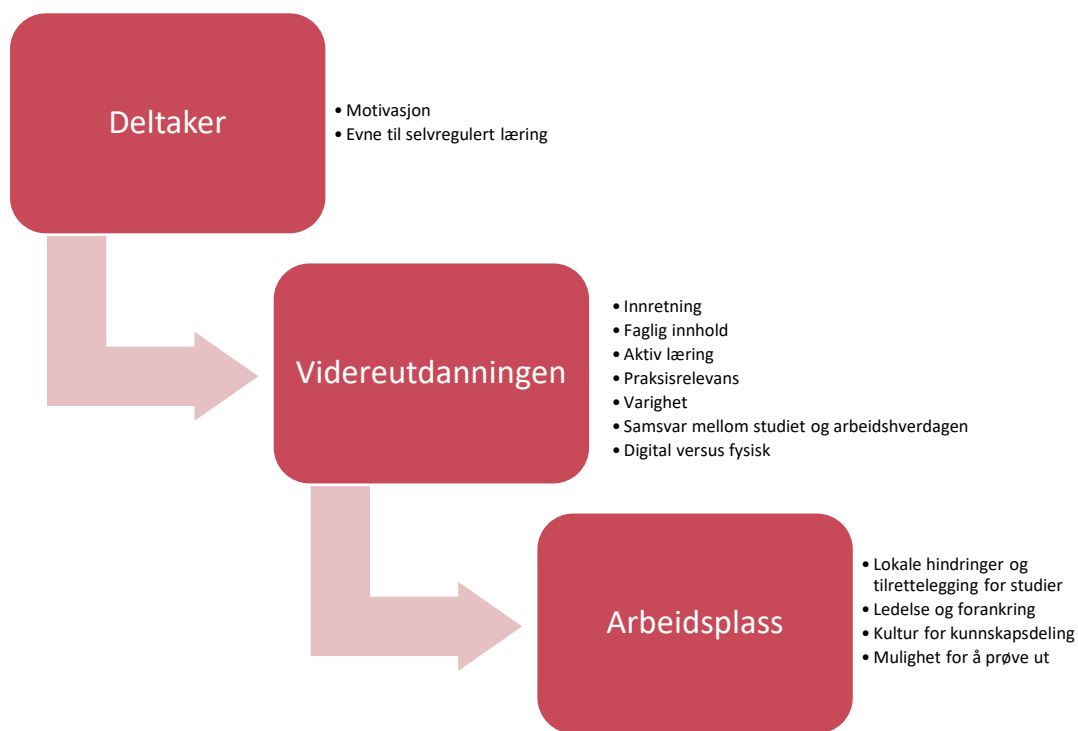 Deltaker
• Motivasjon
• Evne til selvregulert læring
Videreutdanningen
• Innretning
• Faglig innhold
• Aktiv læring
• Praksisrelevans
• Varighet
• Samsvar mellom studiet og arbeidshverdagen
• Digital versus fysisk
Arbeidsplass
• Lokale hindringer og
tilrettelegging for studier
• Ledelse og forankring
• Kultur for kunnskapsdeling
• Mulighet for å prøve ut